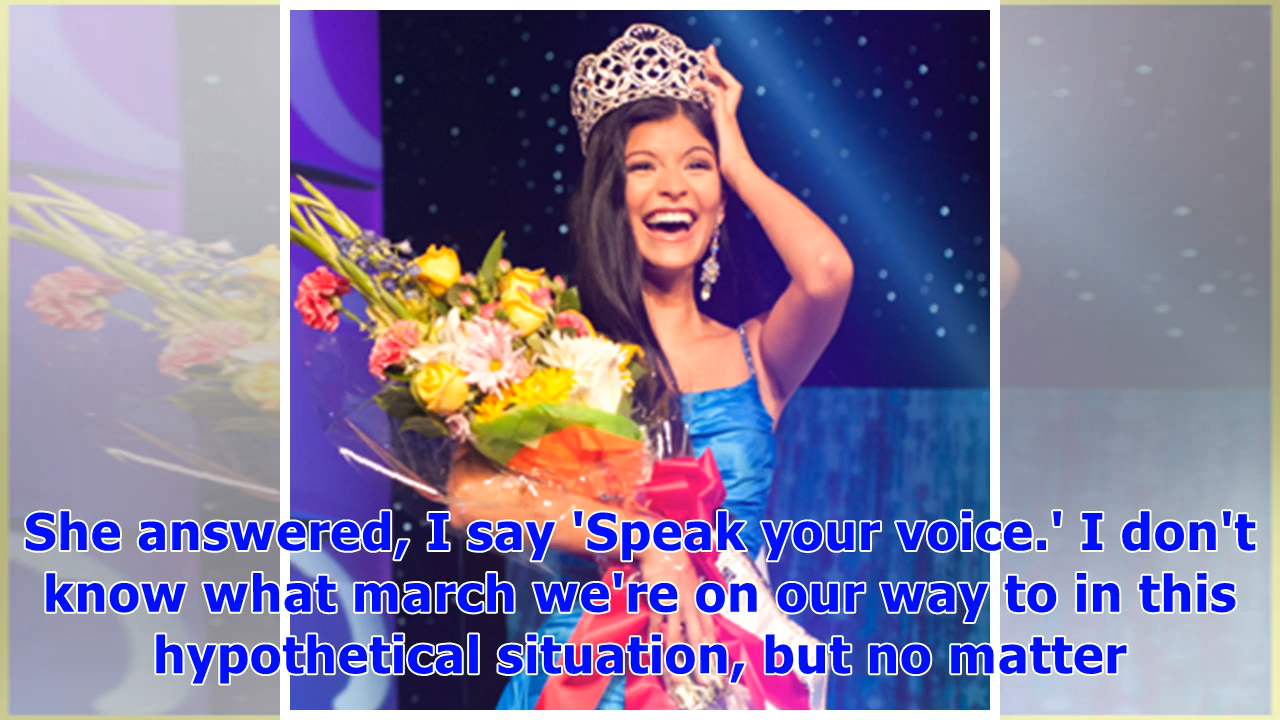 She answered, I say 'Speak your voice.' I don't
know what march we're on our way to in this
hypothetical situation, but no matter